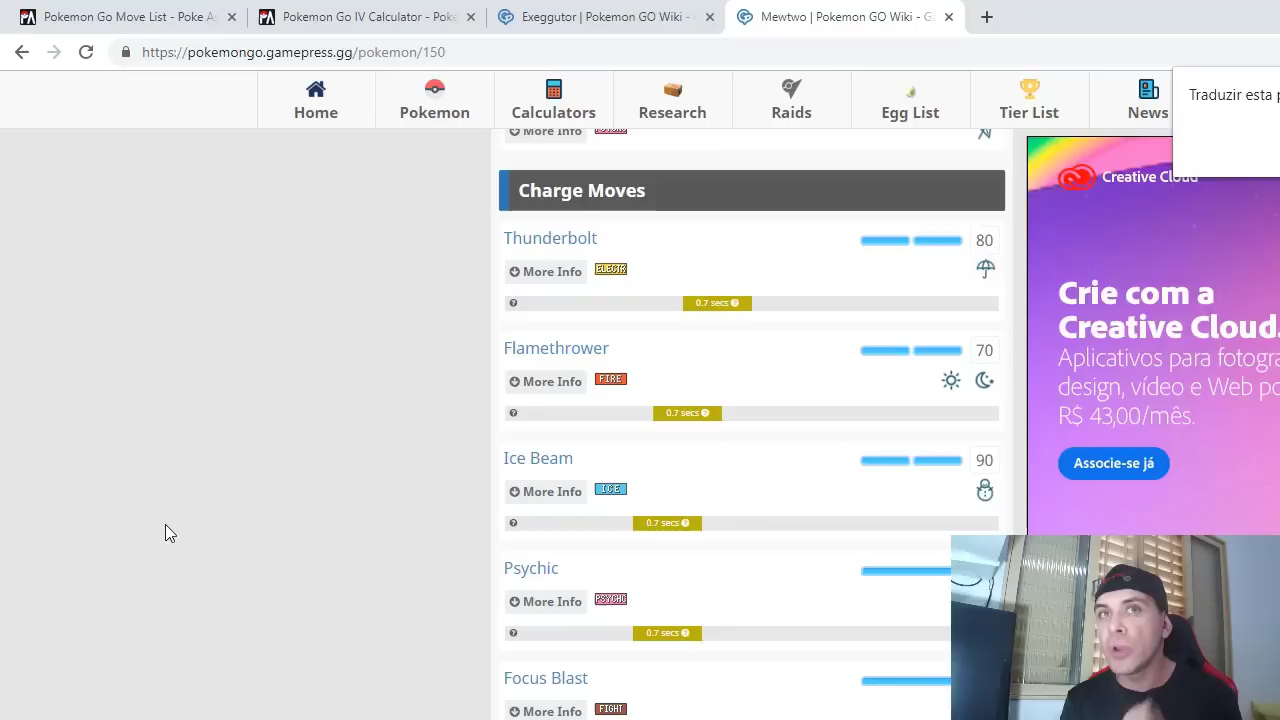 Pokemon Go Move List - Poke As
Pokemon Go IV Calculator - Poke
Exeggutor | Pokemon GO Wiki -
Mewtwo | Pokemon GO Wiki - G
https://pokemongo.gamepress.gg/pokemon/150
Home
Pokemon
Calculators
Research
Raids
Egg List
Tier List
News
Traduzir esta p
More Info
Charge Moves
Thunderbolt
80
More Info
ELECTR
0.7 secs
Flamethrower
70
More Info
FIRE
0.7 secs
Ice Beam
90
More Info
ICE
0.7 secs
Psychic
More Info
PSYCHC
0.7 secs
Focus Blast
More Info
FIGHT
Creative Cloud
Crie com a
Creative Cloud.
Aplicativos para fotogra
design, vídeo e Web po
R$ 43,00/mês.
Associe-se já